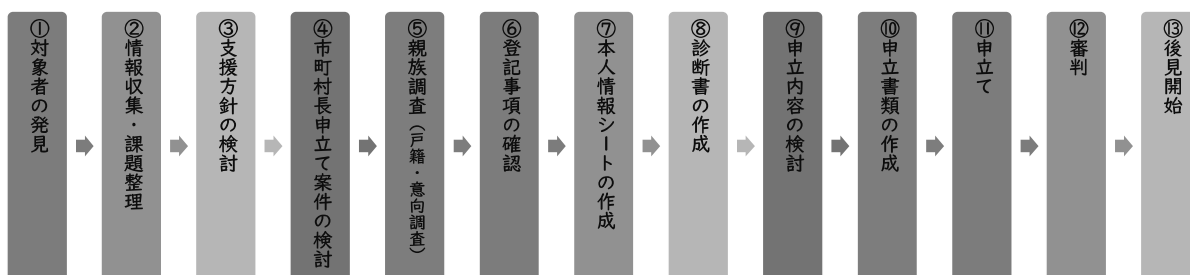 ①対象者の発見
②情報収集・課題整理
③支援方針の検討
④市町村長申立て案件の検討
⑤親族調査（戸籍・意向調査）
⑥登記事項の確認
⑦本人情報シートの作成
⑧診断書の作成
⑨申立内容の検討
⑩申立書類の作成
⑪申立て
⑫審判
⑬後見開始